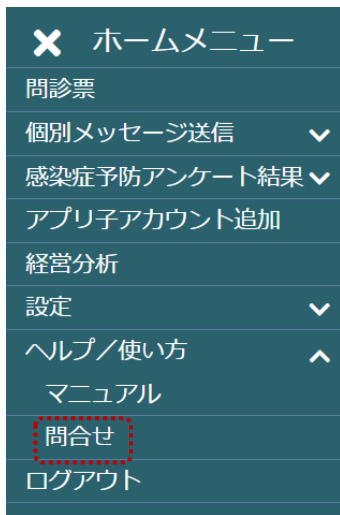 ホームメニュー
問診票
個別メッセージ送信
感染症予防アンケート結果
アプリ子アカウント追加
経営分析
設定
ヘルプ／使い方
マニュアル
問合せ
ログアウト